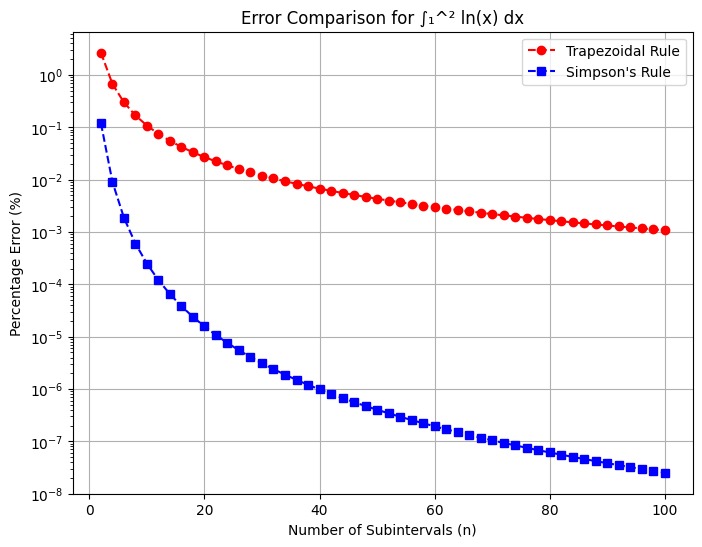 Error Comparison for ∫₁^² ln(x) dx
Trapezoidal Rule
Simpson's Rule
Percentage Error (%)
10⁰
10⁻¹
10⁻²
10⁻³
10⁻⁴
10⁻⁵
10⁻⁶
10⁻⁷
10⁻⁸
0 20 40 60 80 100
Number of Subintervals (n)